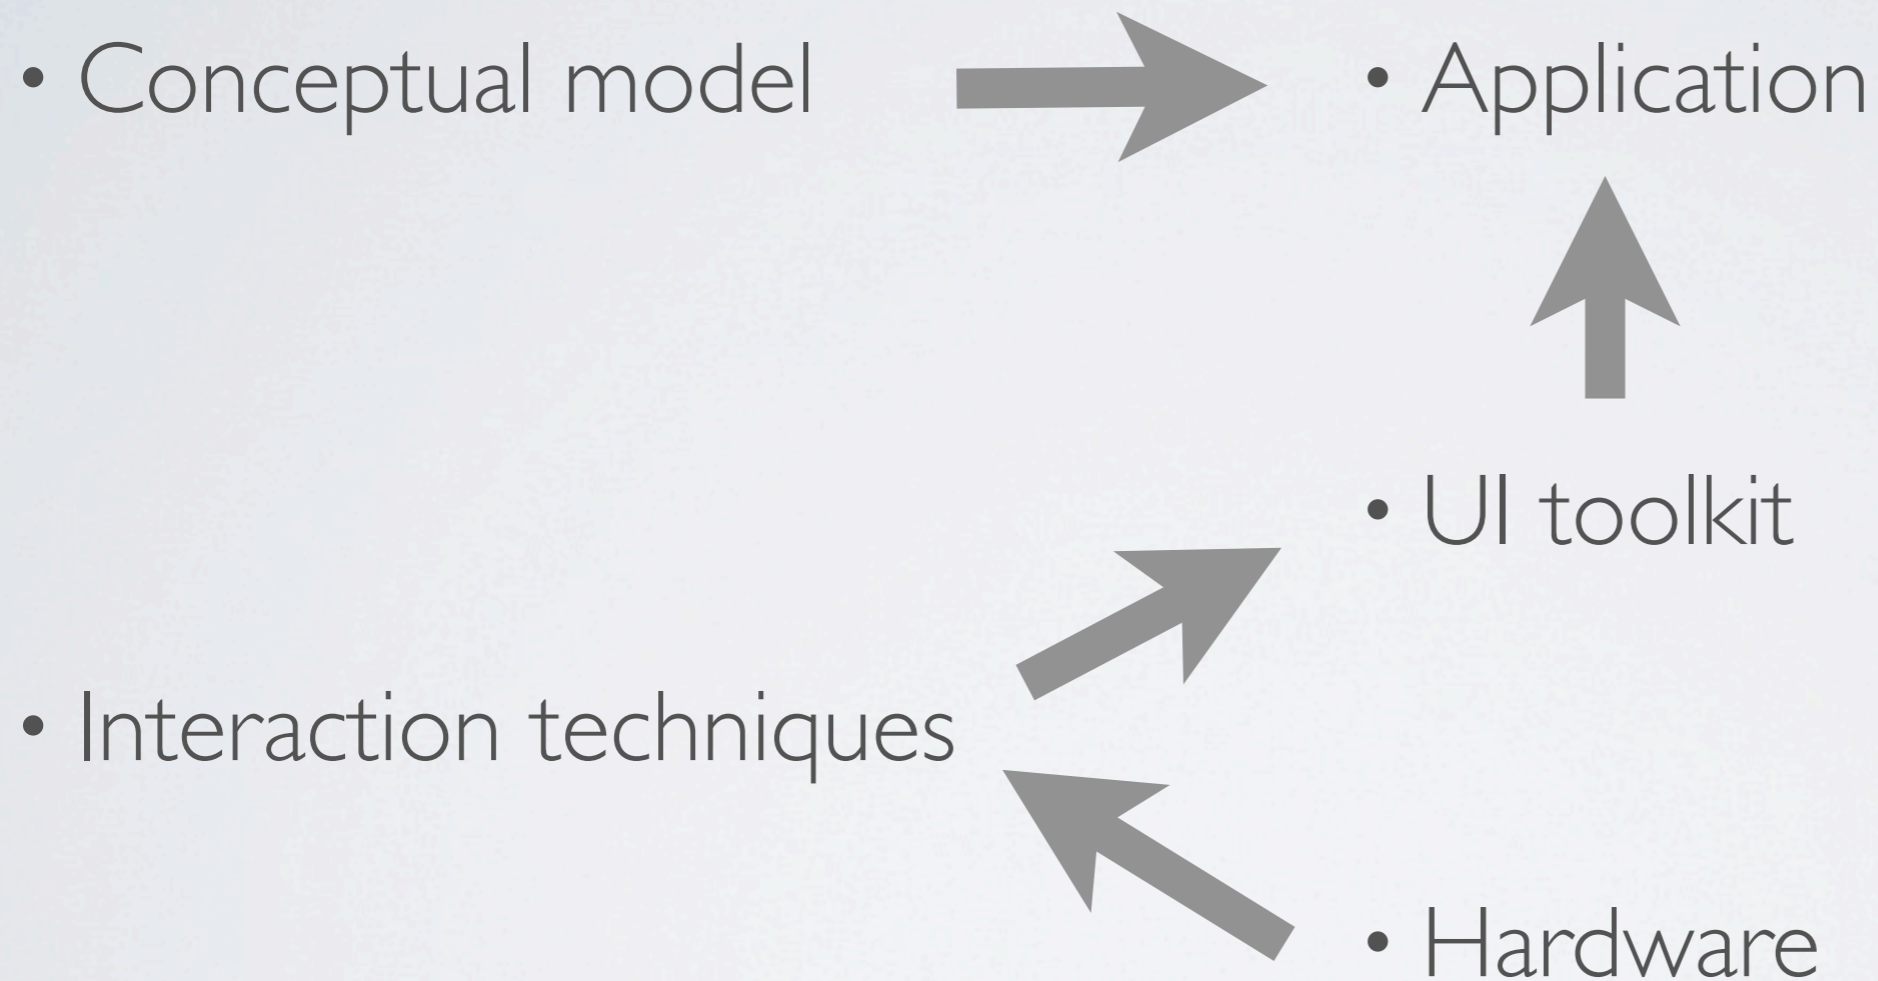 • Conceptual model
• Application
• UI toolkit
• Interaction techniques
• Hardware